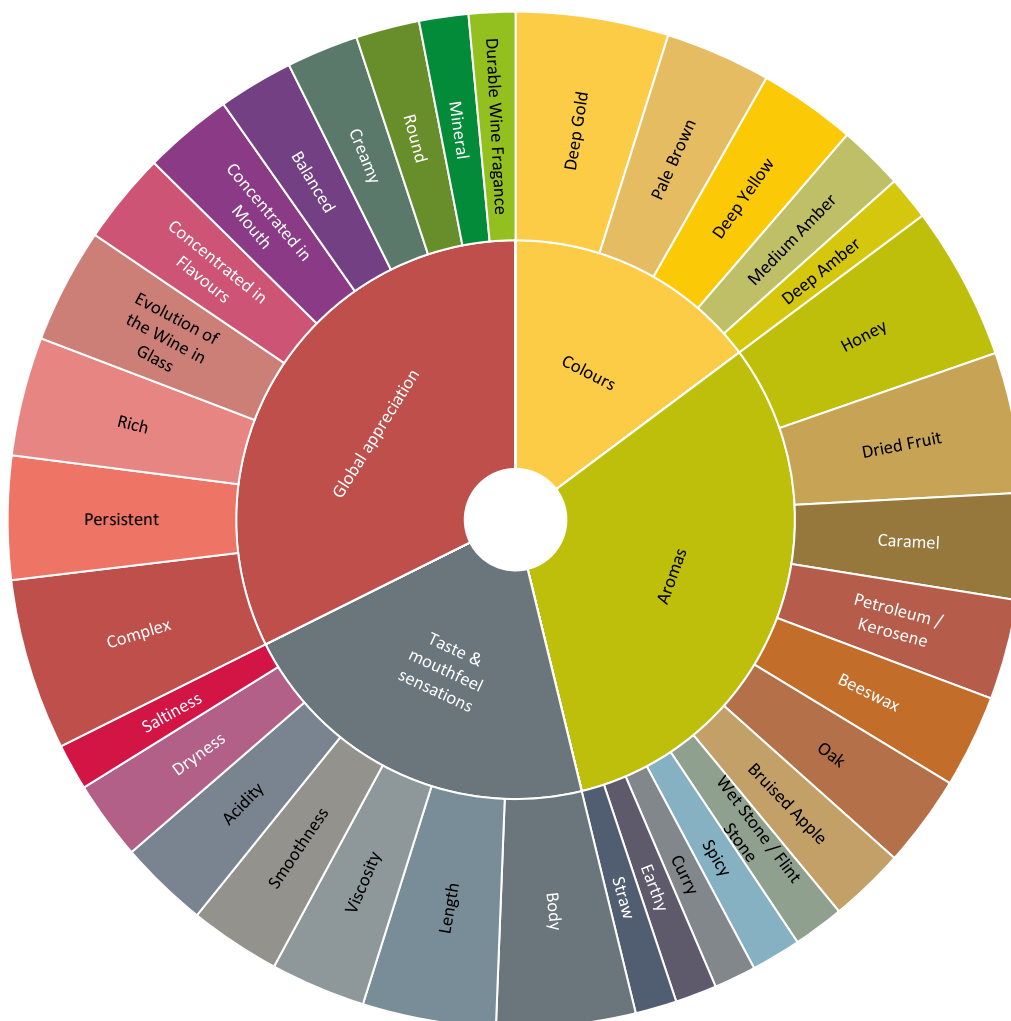 Colours
Deep Gold
Pale Brown
Deep Yellow
Medium Amber
Deep Amber
Aromas
Honey
Dried Fruit
Caramel
Petroleum /
Kerosene
Beeswax
Oak
Bruised Apple
Wet Stone / Flint
Stone
Spicy
Curry
Earthy
Straw
Taste &
mouthfeel
sensations
Body
Length
Viscosity
Smoothness
Acidity
Dryness
Saltiness
Global appreciation
Complex
Persistent
Rich
Evolution of
the Wine in
Glass
Concentrated in
Flavours
Concentrated in
Mouth
Balanced
Creamy
Round
Mineral
Durable Wine Fragance